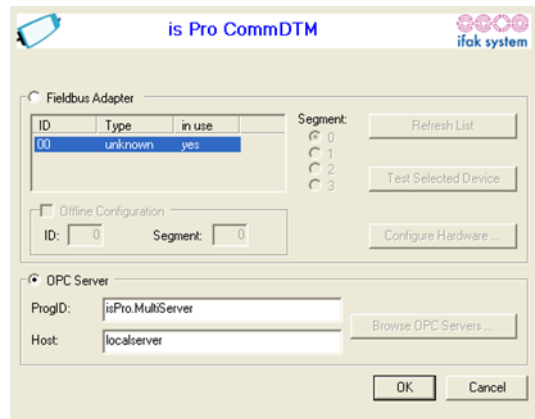 is Pro CommDTM
ifak system
Fieldbus Adapter
ID Type in use
00 unknown yes
Segment:
0
1
2
3
Refresh List
Test Selected Device
Configure Hardware ...
Offline Configuration
ID: 0 Segment: 0
OPC Server
ProgID: isPro.MultiServer
Host: localserver
Browse OPC Servers ...
OK Cancel